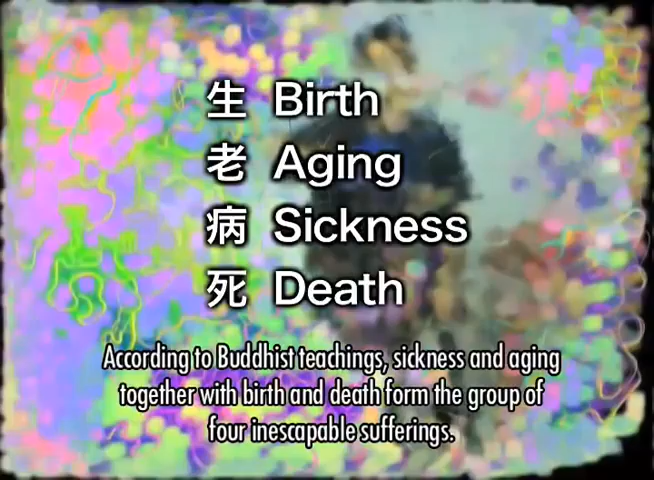 生 Birth
老 Aging
病 Sickness
死 Death
According to Buddhist teachings, sickness and aging
together with birth and death form the group of
four inescapable sufferings.